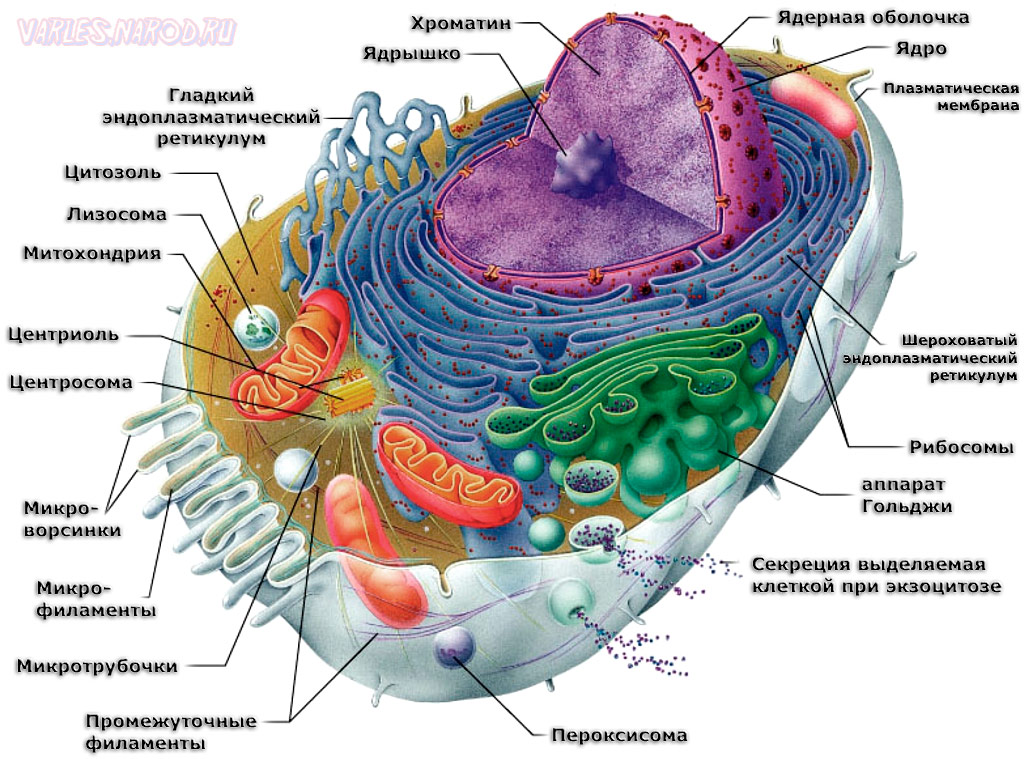 VARLES.NAROD.RU
Хроматин
Ядрышко
Ядерная оболочка
Ядро
Плазматическая
мембрана
Гладкий
эндоплазматический
ретикулум
Цитозоль
Лизосома
Митохондрия
Центриоль
Центросома
Микро-
ворсинки
Микро-
филаменты
Микротрубочки
Промежуточные
филаменты
Шероховатый
эндоплазматический
ретикулум
Рибосомы
аппарат
Гольджи
Секреция выделяемая
клеткой при экзоцитозе
Пероксисома